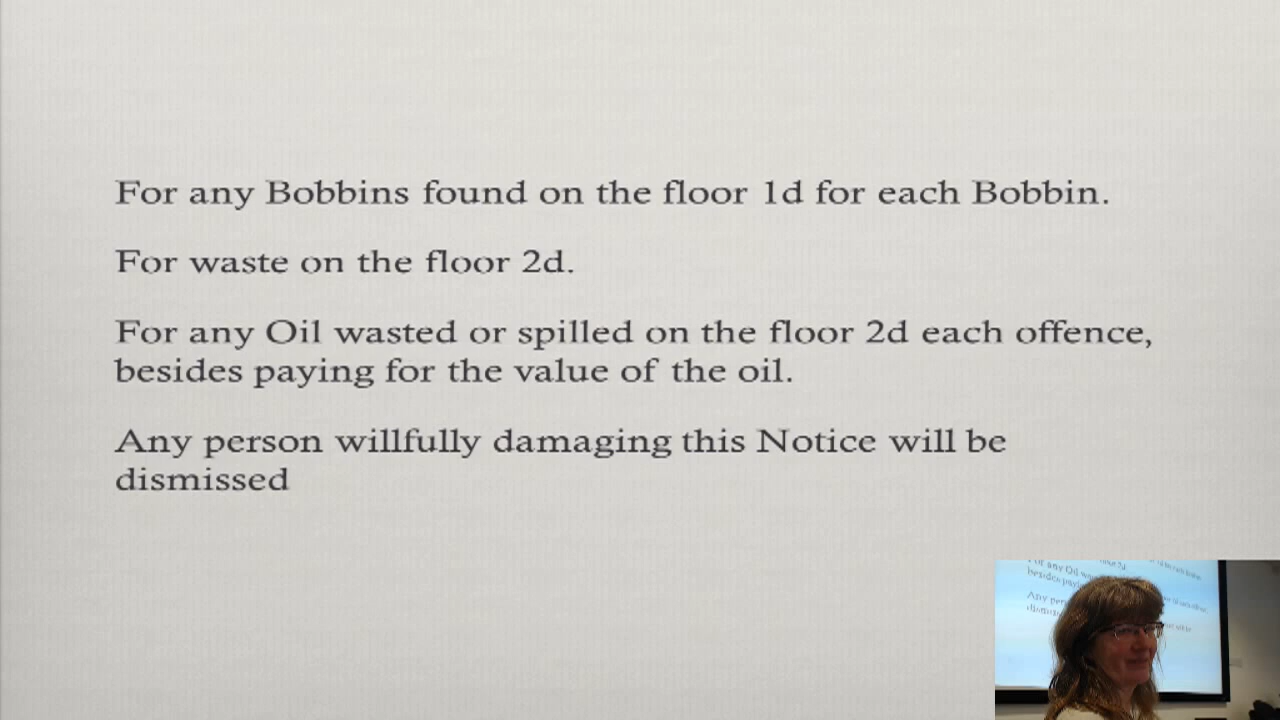 For any Bobbins found on the floor 1d for each Bobbin.
For waste on the floor 2d.
For any Oil wasted or spilled on the floor 2d each offence,
besides paying for the value of the oil.
Any person willfully damaging this Notice will be
dismissed